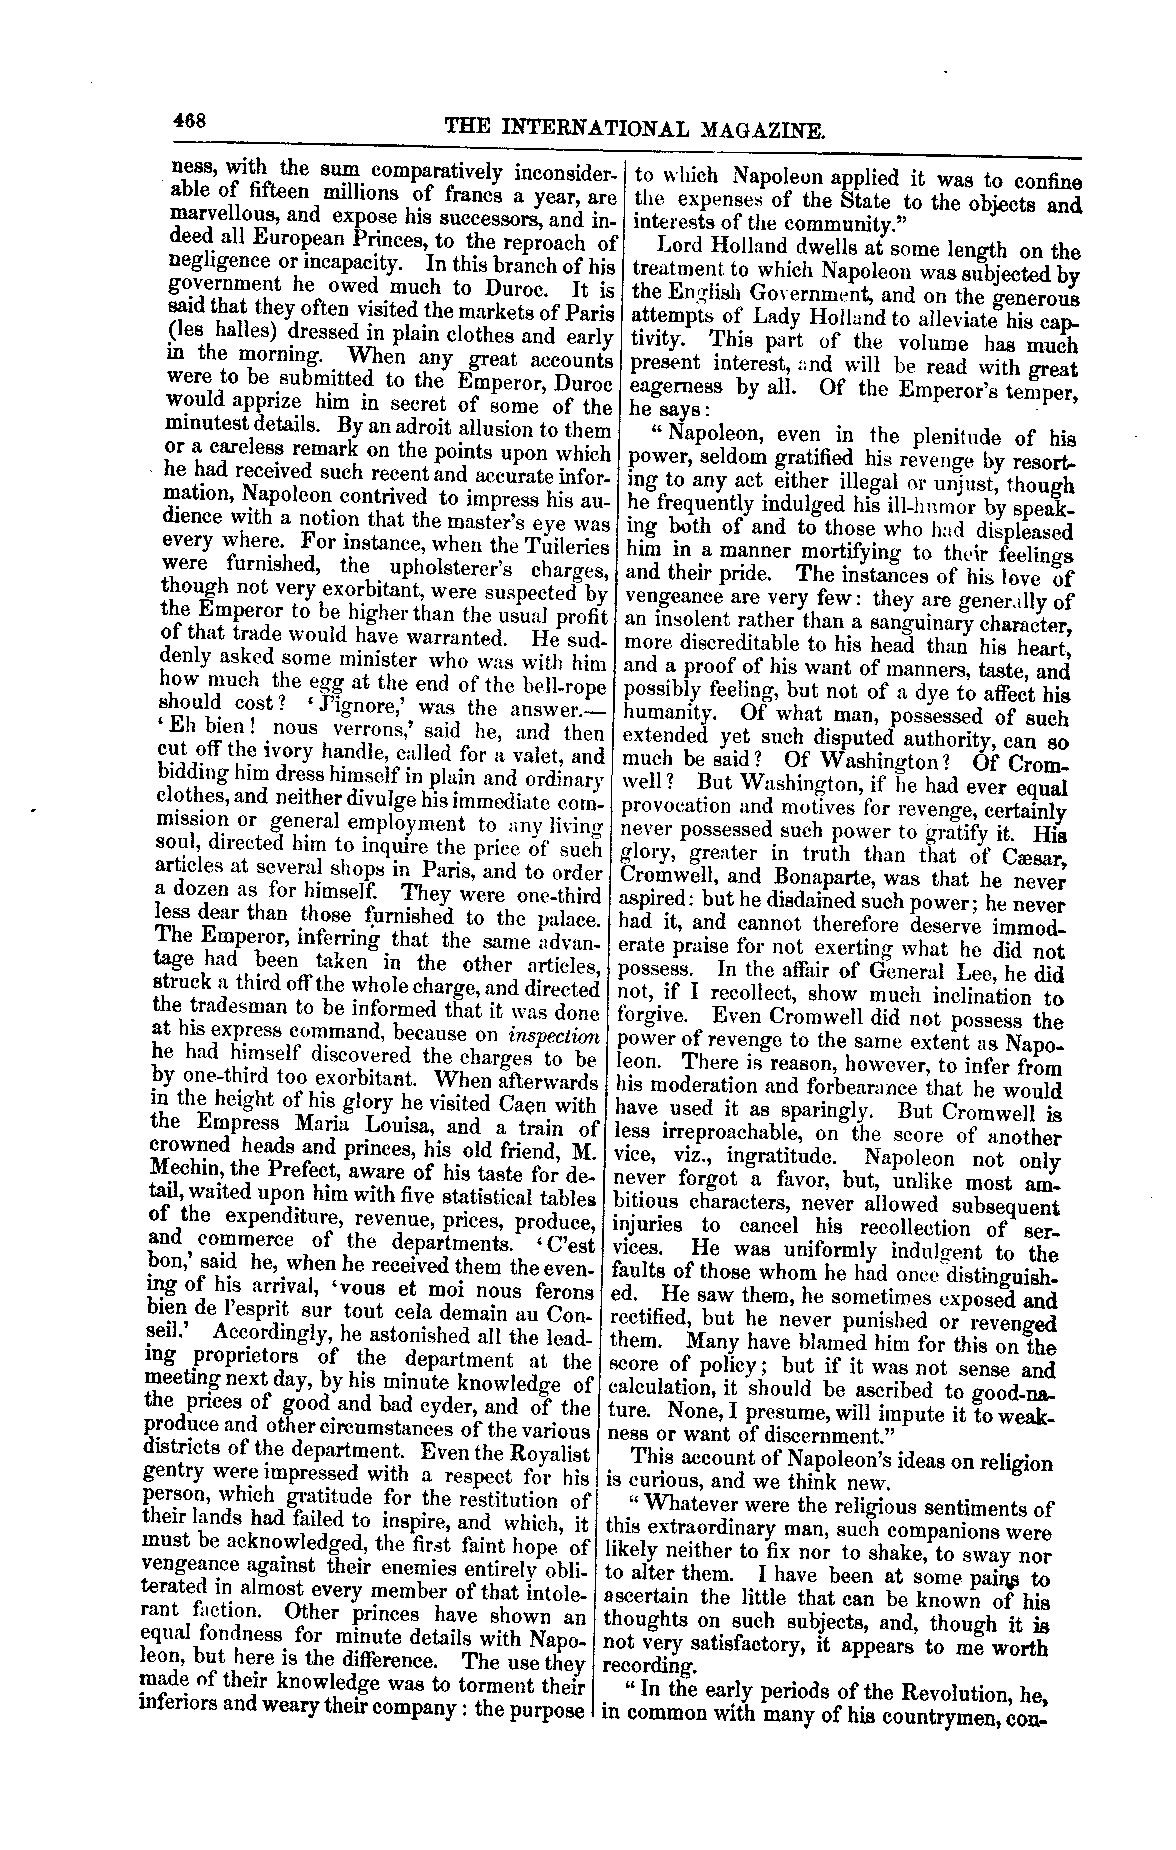 468
THE INTERNATIONAL MAGAZINE.
ness, with the sum comparatively inconsider-
able of fifteen millions of francs a year, are
marvellous, and expose his successors, and in-
deed all European Princes, to the reproach of
negligence or incapacity. In this branch of his
government he owed much to Duroc. It is
said that they often visited the markets of Paris
(les halles) dressed in plain clothes and early
in the morning. When any great accounts
were to be submitted to the Emperor, Duroc
would apprize him in secret of some of the
minutest details. By an adroit allusion to them
or a careless remark on the points upon which
he had received such recent and accurate infor-
mation, Napoleon contrived to impress his au-
dience with a notion that the master's eye was
every where. For instance, when the Tuileries
were furnished, the upholsterer's charges,
though not very exorbitant, were suspected by
the Emperor to be higher than the usual profit
of that trade would have warranted. He sud-
denly asked some minister who was with him
how much the egg at the end of the bell-rope
should cost? ‘J'ignore,’ was the answer.—
‘Eh bien! nous verrons,’ said he, and then
cut off the ivory handle, called for a valet, and
bidding him dress himself in plain and ordinary
clothes, and neither divulge his immediate com-
mission or general employment to any living
soul, directed him to inquire the price of such
articles at several shops in Paris, and to order
a dozen as for himself. They were one-third
less dear than those furnished to the palace.
The Emperor, inferring that the same advan-
tage had been taken in the other articles,
struck a third off the whole charge, and directed
the tradesman to be informed that it was done
at his express command, because on inspection
he had himself discovered the charges to be
by one-third too exorbitant. When afterwards
in the height of his glory he visited Caen with
the Empress Maria Louisa, and a train of
crowned heads and princes, his old friend, M.
Mechin, the Prefect, aware of his taste for de-
tail, waited upon him with five statistical tables
of the expenditure, revenue, prices, produce,
and commerce of the departments. ‘C'est
bon,’ said he, when he received them the even-
ing of his arrival, ‘vous et moi nous ferons
bien de l'esprit sur tout cela demain au Con-
seil.’ Accordingly, he astonished all the lead-
ing proprietors of the department at the
meeting next day, by his minute knowledge of
the prices of good and bad cyder, and of the
produce and other circumstances of the various
districts of the department. Even the Royalist
gentry were impressed with a respect for his
person, which gratitude for the restitution of
their lands had failed to inspire, and which, it
must be acknowledged, the first faint hope of
vengeance against their enemies entirely obli-
terated in almost every member of that intole-
rant faction. Other princes have shown an
equal fondness for minute details with Napo-
leon, but here is the difference. The use they
made of their knowledge was to torment their
inferiors and weary their company: the purpose
to which Napoleon applied it was to confine
the expenses of the State to the objects and
interests of the community.”
Lord Holland dwells at some length on the
treatment to which Napoleon was subjected by
the English Government, and on the generous
attempts of Lady Holland to alleviate his cap-
tivity. This part of the volume has much
present interest, and will be read with great
eagerness by all. Of the Emperor's temper,
he says:
“Napoleon, even in the plenitude of his
power, seldom gratified his revenge by resort-
ing to any act either illegal or unjust, though
he frequently indulged his ill-humor by speak-
ing both of and to those who had displeased
him in a manner mortifying to their feelings
and their pride. The instances of his love of
vengeance are very few: they are generally of
an insolent rather than a sanguinary character,
more discreditable to his head than his heart,
and a proof of his want of manners, taste, and
possibly feeling, but not of a dye to affect his
humanity. Of what man, possessed of such
extended yet such disputed authority, can so
much be said? Of Washington? Of Crom-
well? But Washington, if he had ever equal
provocation and motives for revenge, certainly
never possessed such power to gratify it. His
glory, greater in truth than that of Cæsar,
Cromwell, and Bonaparte, was that he never
aspired: but he disdained such power; he never
had it, and cannot therefore deserve immod-
erate praise for not exerting what he did not
possess. In the affair of General Lee, he did
not, if I recollect, show much inclination to
forgive. Even Cromwell did not possess the
power of revenge to the same extent as Napo-
leon. There is reason, however, to infer from
his moderation and forbearance that he would
have used it as sparingly. But Cromwell is
less irreproachable, on the score of another
vice, viz., ingratitude. Napoleon not only
never forgot a favor, but, unlike most am-
bitious characters, never allowed subsequent
injuries to cancel his recollection of ser-
vices. He was uniformly indulgent to the
faults of those whom he had once distinguish-
ed. He saw them, he sometimes exposed and
rectified, but he never punished or revenged
them. Many have blamed him for this on the
score of policy; but if it was not sense and
calculation, it should be ascribed to good-na-
ture. None, I presume, will impute it to weak-
ness or want of discernment.”
This account of Napoleon's ideas on religion
is curious, and we think new.
“Whatever were the religious sentiments of
this extraordinary man, such companions were
likely neither to fix nor to shake, to sway nor
to alter them. I have been at some pains to
ascertain the little that can be known of his
thoughts on such subjects, and, though it is
not very satisfactory, it appears to me worth
recording.
“In the early periods of the Revolution, he,
in common with many of his countrymen, con-